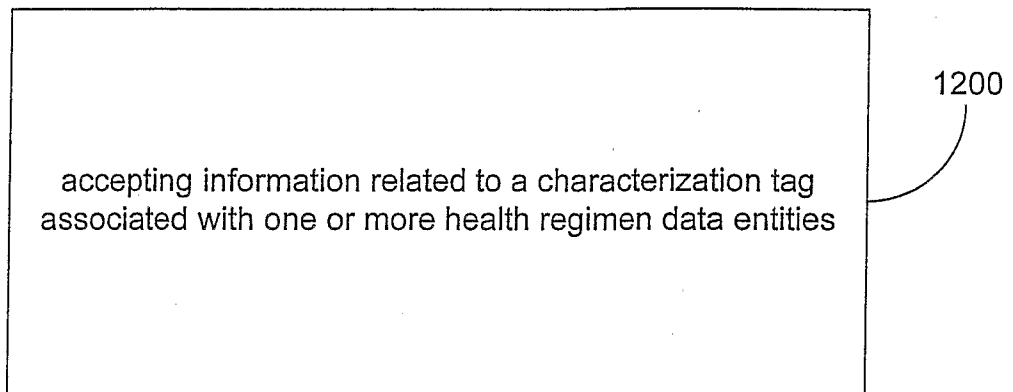 1200
accepting information related to a characterization tag
associated with one or more health regimen data entities